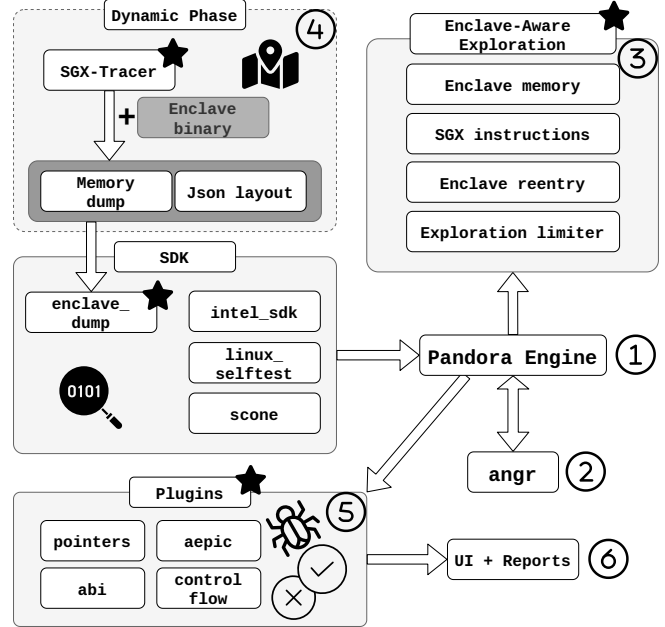 Dynamic Phase
4
SGX-Tracer
+
Enclave
binary
Memory
dump
Json layout
SDK
enclave_
dump
0101
intel_sdk
linux_
selftest
scone
Enclave-Aware
Exploration
3
Enclave memory
SGX instructions
Enclave reentry
Exploration limiter
Pandora Engine
1
angr
2
Plugins
5
pointers
aepic
abi
control
flow
UI + Reports
6